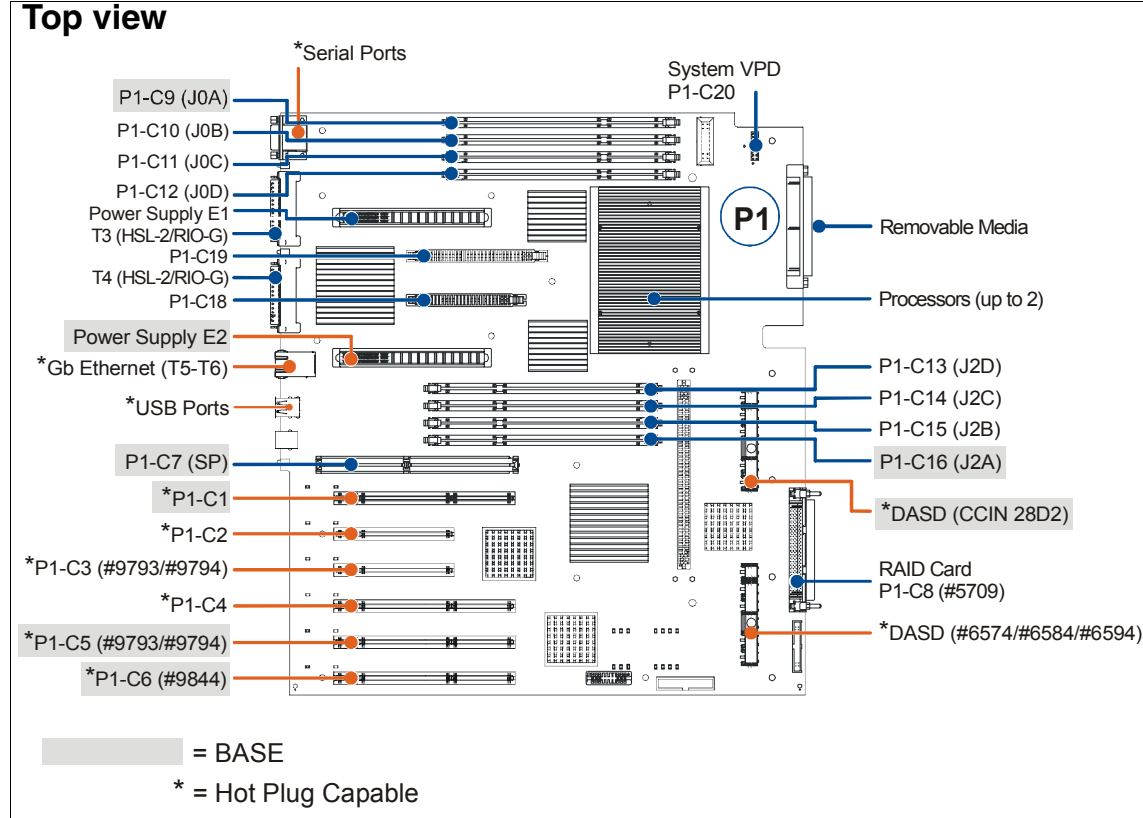 Top view
*Serial Ports
System VPD
P1-C20
P1-C9 (J0A)
P1-C10 (J0B)
P1-C11 (J0C)
P1-C12 (J0D)
Power Supply E1
T3 (HSL-2/RIO-G)
P1-C19
T4 (HSL-2/RIO-G)
P1-C18
Power Supply E2
*Gb Ethernet (T5-T6)
*USB Ports
P1-C7 (SP)
*P1-C1
*P1-C2
*P1-C3 (#9793/#9794)
*P1-C4
*P1-C5 (#9793/#9794)
*P1-C6 (#9844)
P1
Removable Media
Processors (up to 2)
P1-C13 (J2D)
P1-C14 (J2C)
P1-C15 (J2B)
P1-C16 (J2A)
*DASD (CCIN 28D2)
RAID Card
P1-C8 (#5709)
*DASD (#6574/#6584/#6594)
= BASE
* = Hot Plug Capable